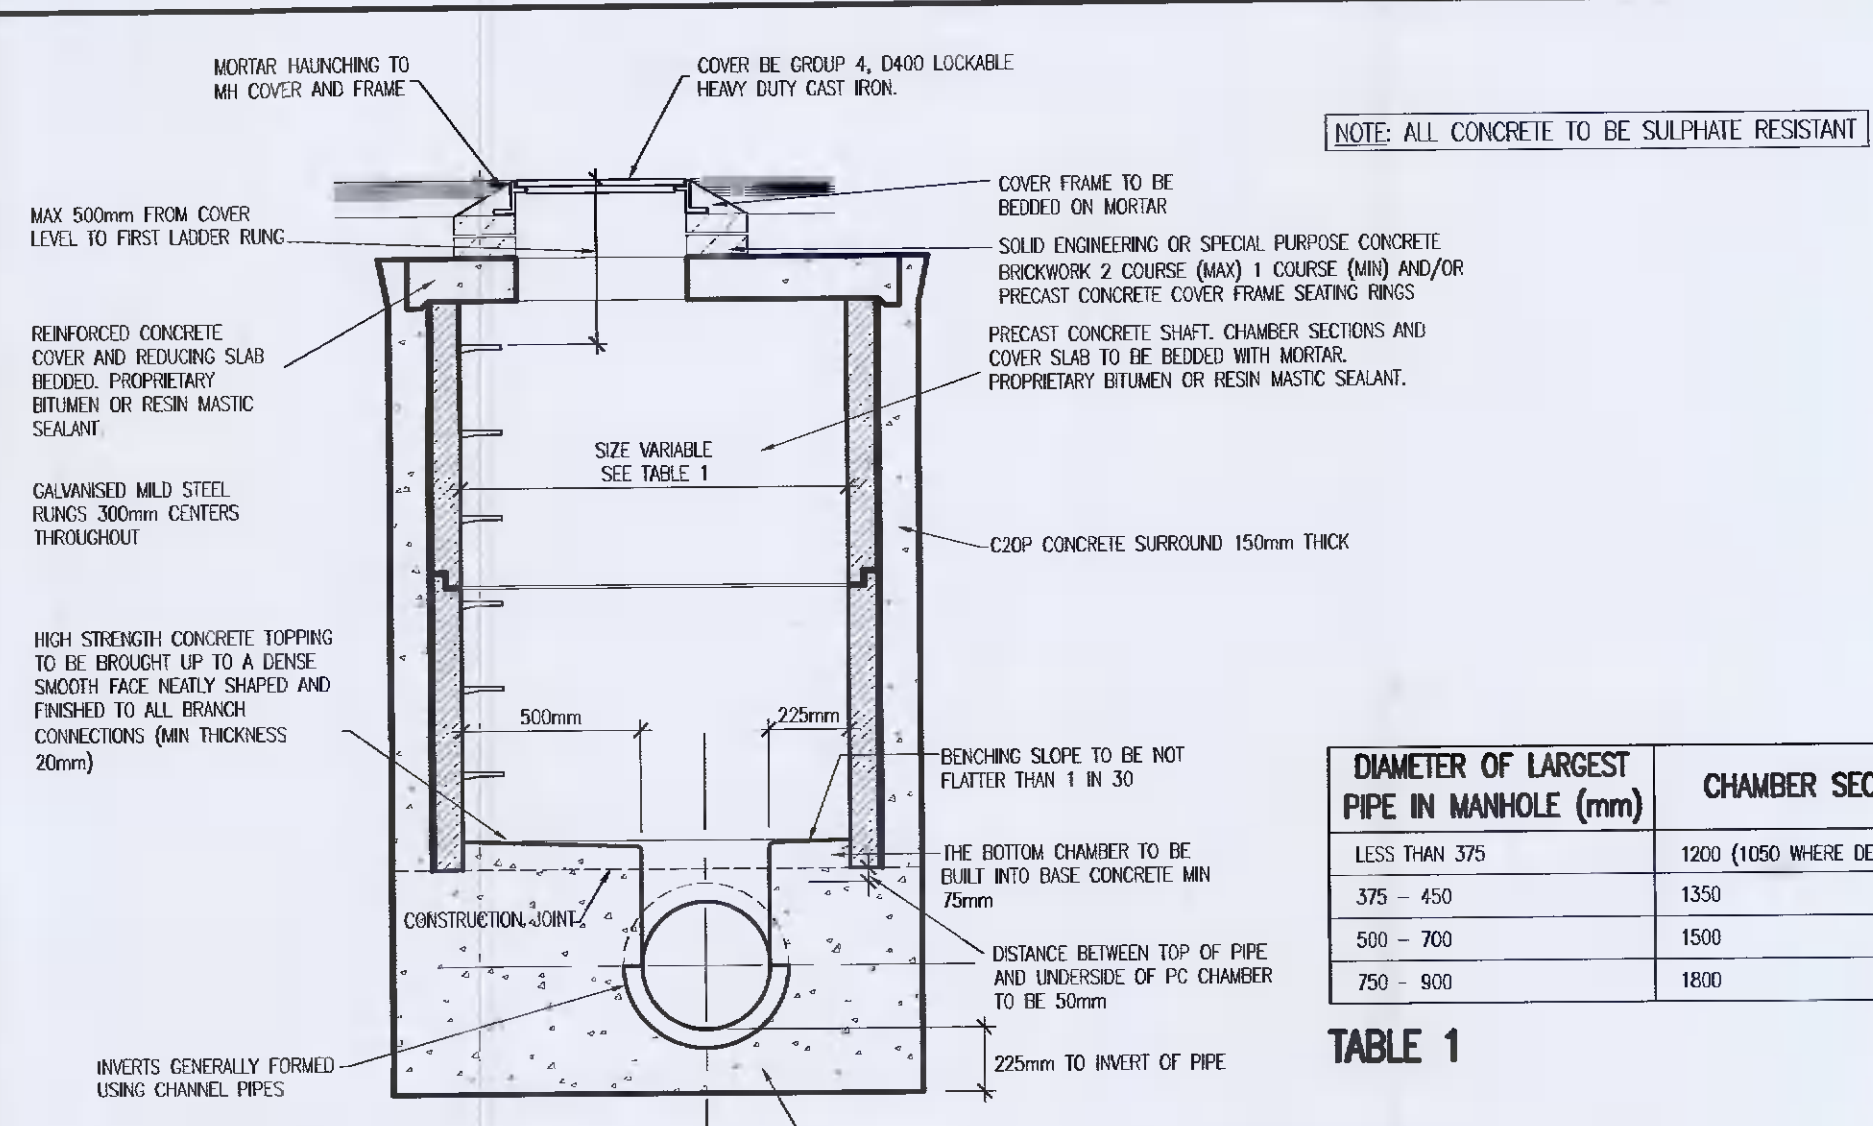 MORTAR HAUNCHING TO
MH COVER AND FRAME
COVER BE GROUP 4, D400 LOCKABLE
HEAVY DUTY CAST IRON.
NOTE: ALL CONCRETE TO BE SULPHATE RESISTANT
MAX 500mm FROM COVER
LEVEL TO FIRST LADDER RUNG
COVER FRAME TO BE
BEDDED ON MORTAR
SOLID ENGINEERING OR SPECIAL PURPOSE CONCRETE
BRICKWORK 2 COURSE (MAX) 1 COURSE (MIN) AND/OR
PRECAST CONCRETE COVER FRAME SEATING RINGS
REINFORCED CONCRETE
COVER AND REDUCING SLAB
BEDDED. PROPRIETARY
BITUMEN OR RESIN MASTIC
SEALANT
PRECAST CONCRETE SHAFT. CHAMBER SECTIONS AND
COVER SLAB TO BE BEDDED WITH MORTAR.
PROPRIETARY BITUMEN OR RESIN MASTIC SEALANT.
SIZE VARIABLE
SEE TABLE 1
GALVANISED MILD STEEL
RUNGS 300mm CENTERS
THROUGHOUT
C20P CONCRETE SURROUND 150mm THICK
HIGH STRENGTH CONCRETE TOPPING
TO BE BROUGHT UP TO A DENSE
SMOOTH FACE NEATLY SHAPED AND
FINISHED TO ALL BRANCH
CONNECTIONS (MIN THICKNESS
20mm)
500mm
225mm
BENCHING SLOPE TO BE NOT
FLATTER THAN 1 IN 30
THE BOTTOM CHAMBER TO BE
BUILT INTO BASE CONCRETE MIN
75mm
CONSTRUCTION JOINT
DISTANCE BETWEEN TOP OF PIPE
AND UNDERSIDE OF PC CHAMBER
TO BE 50mm
INVERTS GENERALLY FORMED
USING CHANNEL PIPES
225mm TO INVERT OF PIPE
DIAMETER OF LARGEST
PIPE IN MANHOLE (mm)
CHAMBER SEC
LESS THAN 375
1200 (1050 WHERE DE
375 - 450
1350
500 - 700
1500
750 - 900
1800
TABLE 1